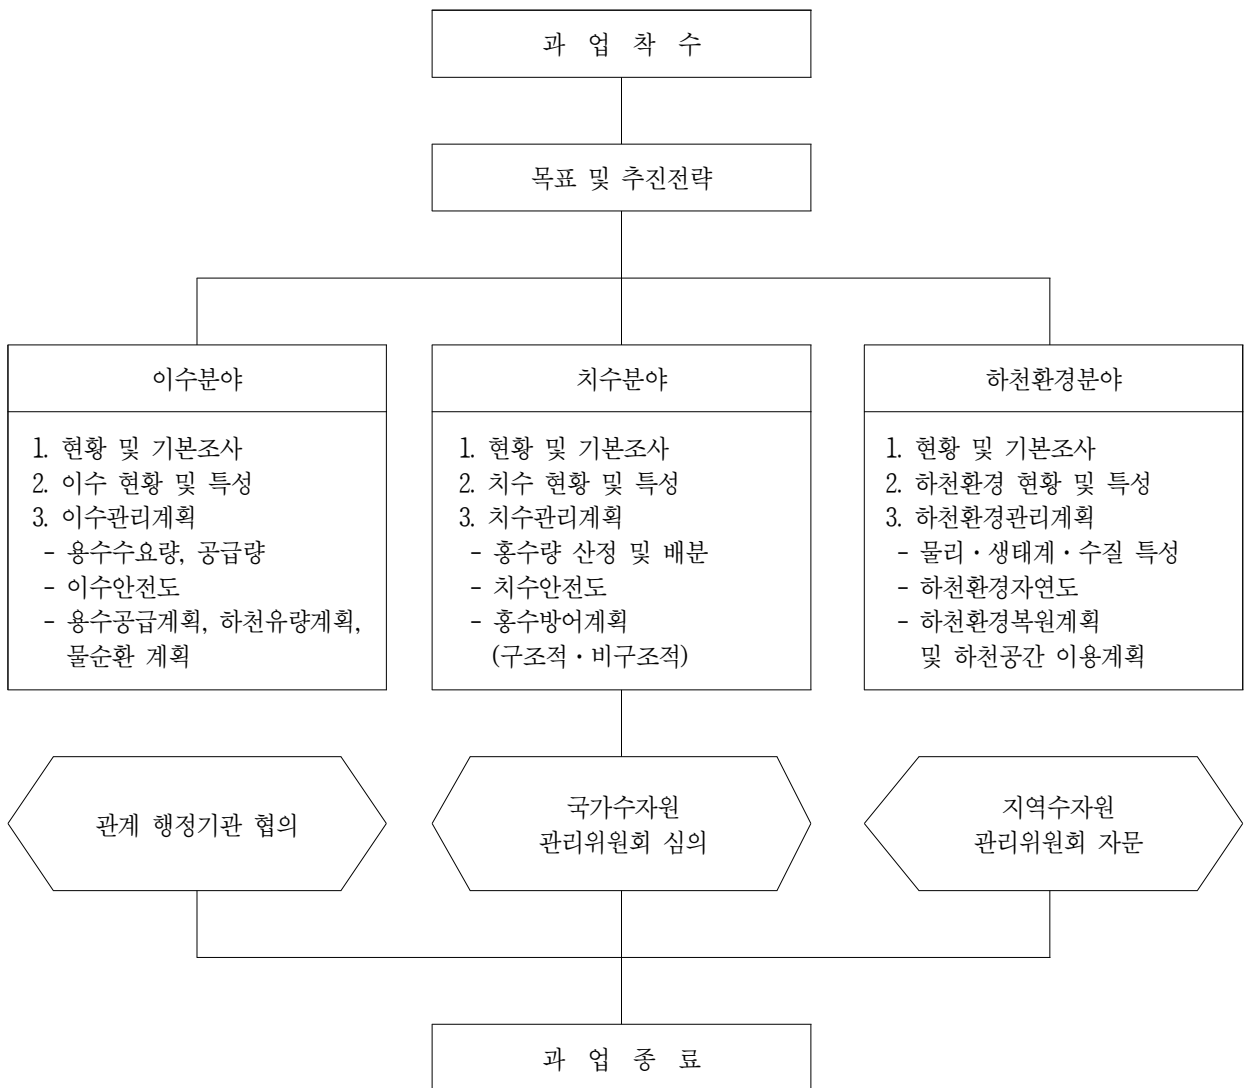 과 업 착 수
목표 및 추진전략
이수분야
1. 현황 및 기본조사
2. 이수 현황 및 특성
3. 이수관리계획
- 용수수요량, 공급량
- 이수안전도
- 용수공급계획, 하천유량계획,
물순환 계획
치수분야
1. 현황 및 기본조사
2. 치수 현황 및 특성
3. 치수관리계획
- 홍수량 산정 및 배분
- 치수안전도
- 홍수방어계획
(구조적·비구조적)
하천환경분야
1. 현황 및 기본조사
2. 하천환경 현황 및 특성
3. 하천환경관리계획
- 물리·생태계·수질 특성
- 하천환경자연도
- 하천환경복원계획
및 하천공간 이용계획
관계 행정기관 협의
국가수자원
관리위원회 심의
지역수자원
관리위원회 자문
과 업 종 료